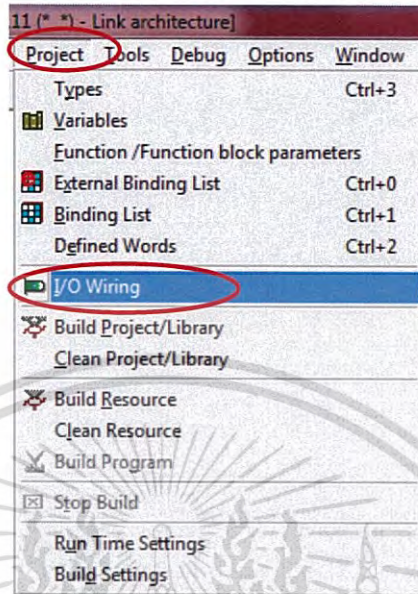 11 (*_*) - Link architecture]
Project Tools Debug Options Window
Types Ctrl+3
Variables
Function /Function block parameters
External Binding List Ctrl+0
Binding List Ctrl+1
Defined Words Ctrl+2
I/O Wiring
Build Project/Library
Clean Project/Library
Build Resource
Clean Resource
Build Program
Stop Build
Run Time Settings
Build Settings